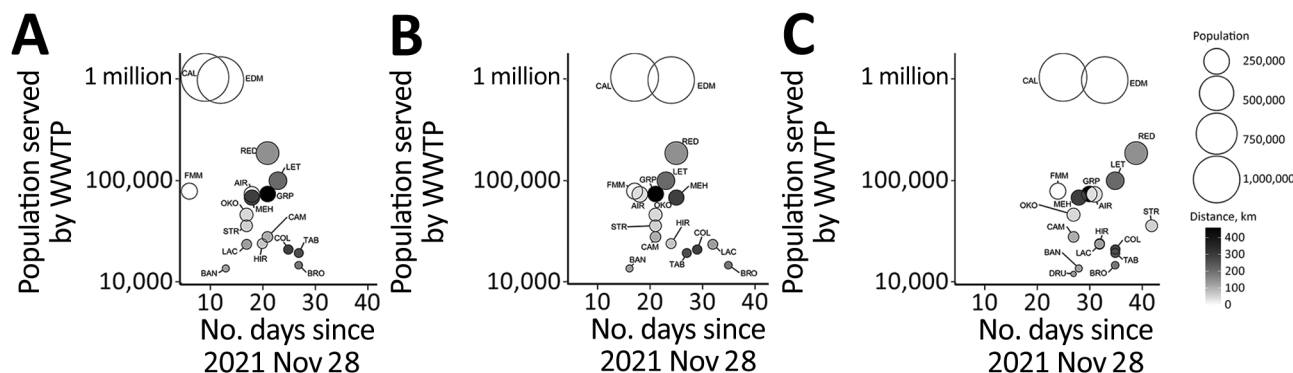 A
Population served
by WWTP
1 million
100,000
10,000
CAL
EDM
RED
LET
FMM
AIR
GRP
OKO
MEH
STR
CAM
LAC
HIR
COL
TAB
BAN
BRO
10 20 30 40
No. days since
2021 Nov 28
B
Population served
by WWTP
1 million
100,000
10,000
CAL
EDM
RED
LET
FMM
GRP
MEH
AIR
OKO
STR
HIR
CAM
COL
LAC
TAB
BAN
BRO
10 20 30 40
No. days since
2021 Nov 28
C
Population served
by WWTP
1 million
100,000
10,000
CAL
EDM
RED
LET
FMM
GRP
OKO
MEH
AIR
STR
CAM
HIR
COL
LAC
BAN
TAB
DRU
BRO
10 20 30 40
No. days since
2021 Nov 28
Population
250,000
500,000
750,000
1,000,000
Distance, km
400
300
200
100
0